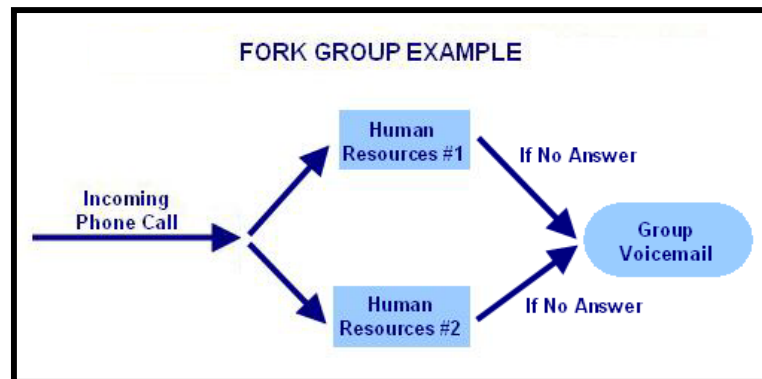 FORK GROUP EXAMPLE
Human
Resources #1
If No Answer
Incoming
Phone Call
Group
Voicemail
Human
Resources #2
If No Answer